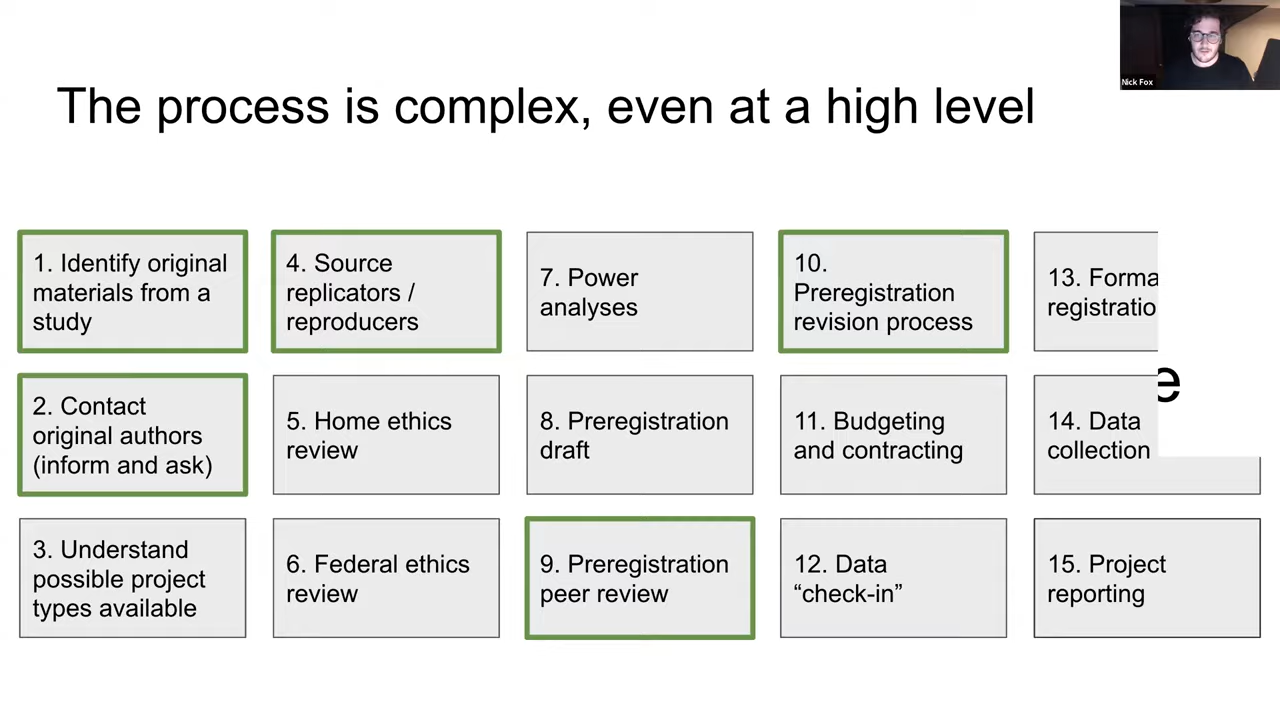 Nick Fox
The process is complex, even at a high level
1. Identify original
materials from a
study
2. Contact
original authors
(inform and ask)
3. Understand
possible project
types available
4. Source
replicators /
reproducers
5. Home ethics
review
6. Federal ethics
review
7. Power
analyses
8. Preregistration
draft
9. Preregistration
peer review
10.
Preregistration
revision process
11. Budgeting
and contracting
12. Data
“check-in”
13. Forma
registratio
14. Data
collection
e
15. Project
reporting